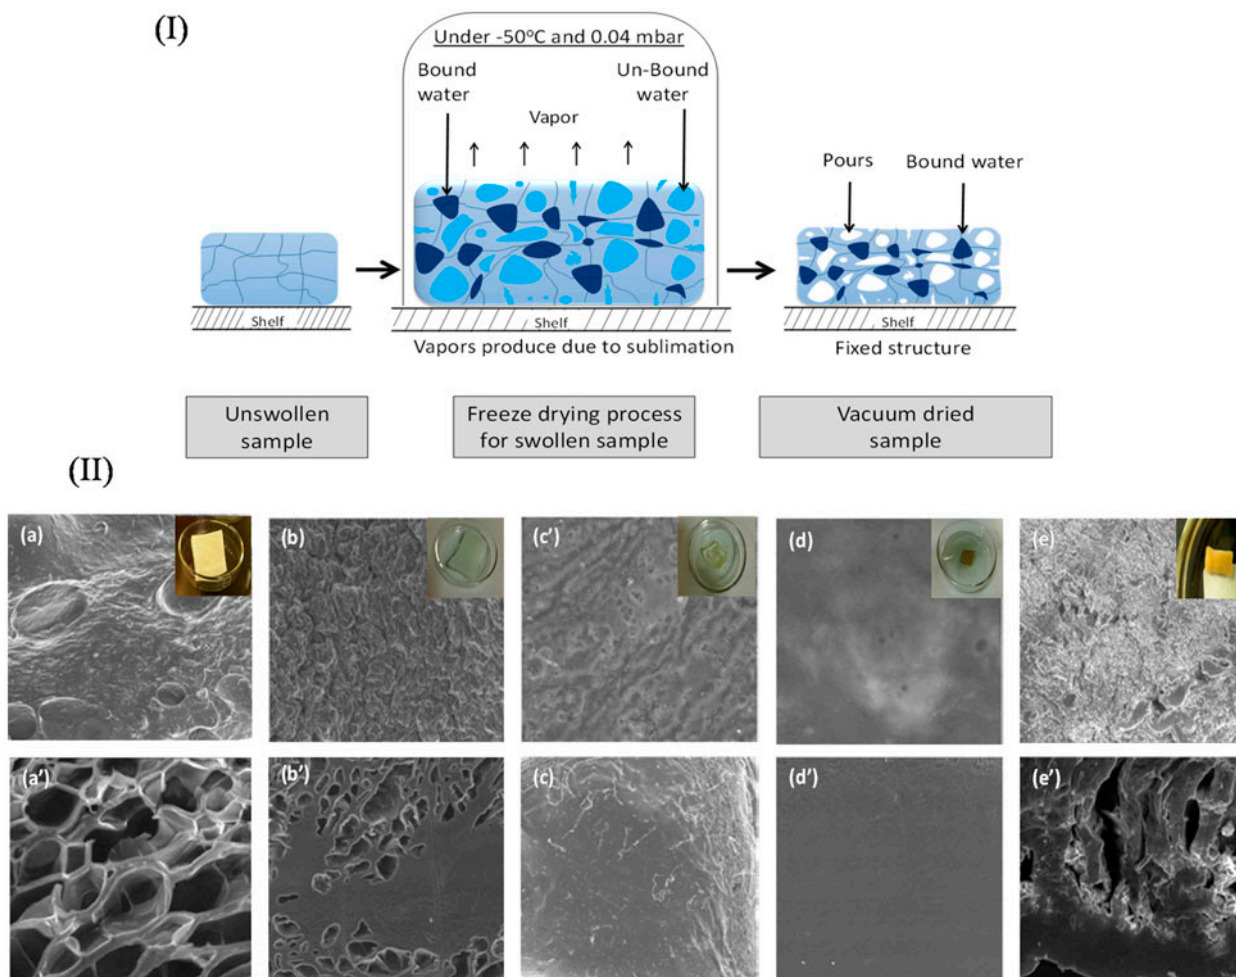 (I)
Under -50°C and 0.04 mbar
Bound
water
Un-Bound
water
Vapor
Pours
Bound water
Shelf
Shelf
Shelf
Vapors produce due to sublimation
Fixed structure
Unswollen
sample
Freeze drying process
for swollen sample
Vacuum dried
sample
(II)
(a)
(b)
(c')
(d)
(e)
(a')
(b')
(c)
(d')
(e')